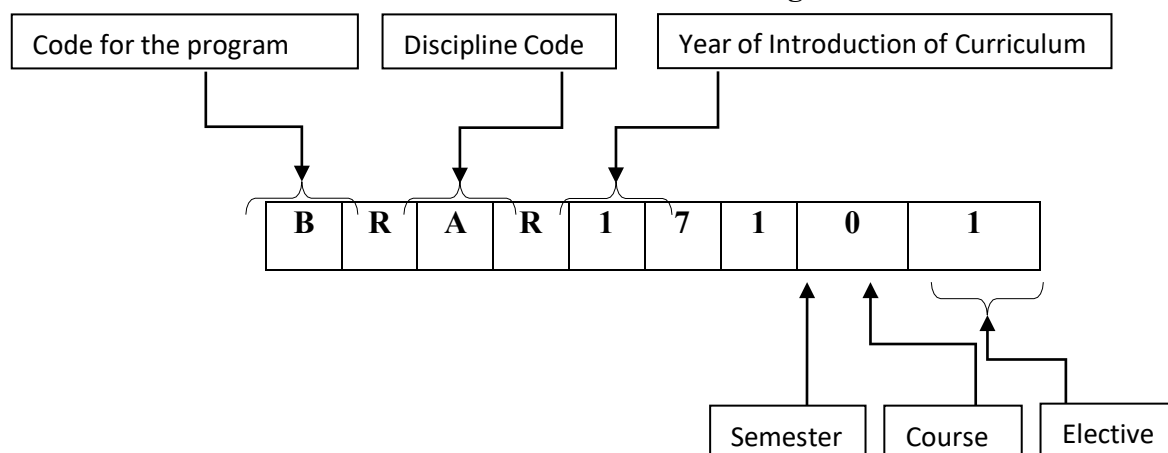 Code for the program
Discipline Code
Year of Introduction of Curriculum
B R A R 1 7 1 0 1
Semester
Course
Elective